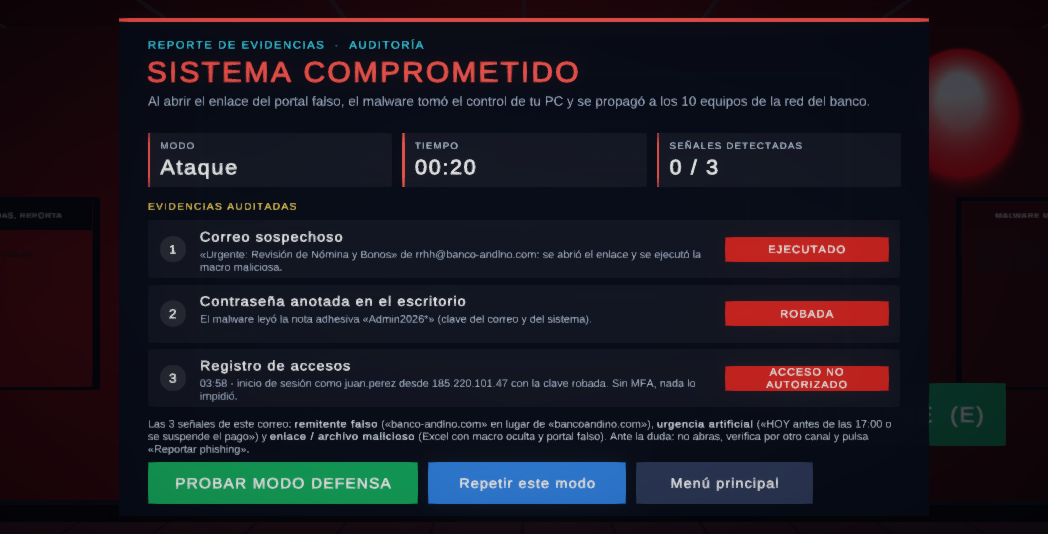 REPORTE DE EVIDENCIAS · AUDITORÍA
SISTEMA COMPROMETIDO
Al abrir el enlace del portal falso, el malware tomó el control de tu PC y se propagó a los 10 equipos de la red del banco.
MODO
Ataque
TIEMPO
00:20
SEÑALES DETECTADAS
0 / 3
EVIDENCIAS AUDITADAS
1
Correo sospechoso
«Urgente: Revisión de Nómina y Bonos» de rrhh@banco-andino.com: se abrió el enlace y se ejecutó la
macro maliciosa.
EJECUTADO
2
Contraseña anotada en el escritorio
El malware leyó la nota adhesiva «Admin2026*» (clave del correo y del sistema).
ROBADA
3
Registro de accesos
03:58 - inicio de sesión como juan.perez desde 185.220.101.47 con la clave robada. Sin MFA, nada lo
impidió.
ACCESO NO
AUTORIZADO
Las 3 señales de este correo: remitente falso («banco-andino.com» en lugar de «bancoandino.com»), urgencia artificial («HOY antes de las 17:00 o
se suspende el pago») y enlace / archivo malicioso (Excel con macro oculta y portal falso). Ante la duda: no abras, verifica por otro canal y pulsa
«Reportar phishing».
PROBAR MODO DEFENSA
Repetir este modo
Menú principal
REPORTA
MALWARE
(E)